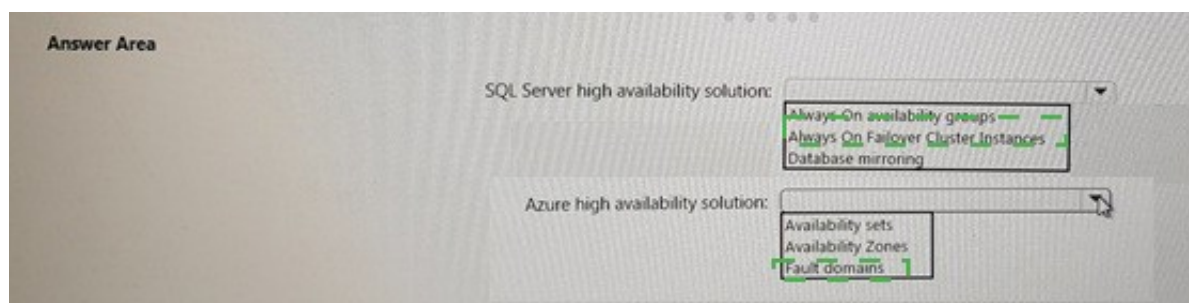 Answer Area
SQL Server high availability solution:
Always On availability groups
Always On Failover Cluster Instances
Database mirroring
Azure high availability solution:
Availability sets
Availability Zones
Fault domains